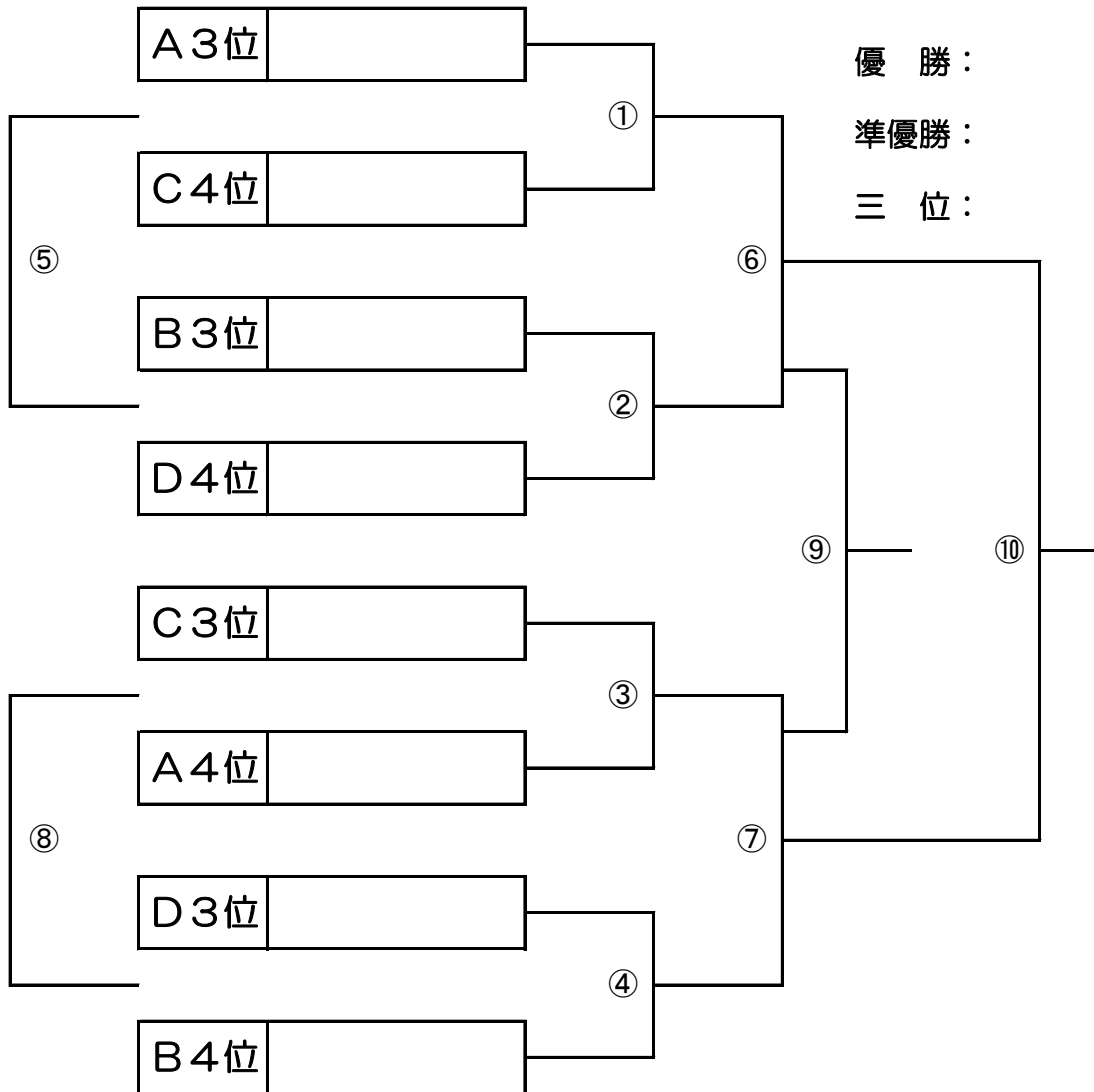 A3位
優　勝：
①
準優勝：
C4位
三　位：
⑤
⑥
B3位
②
D4位
⑨
⑩
C3位
③
A4位
⑧
⑦
D3位
④
B4位